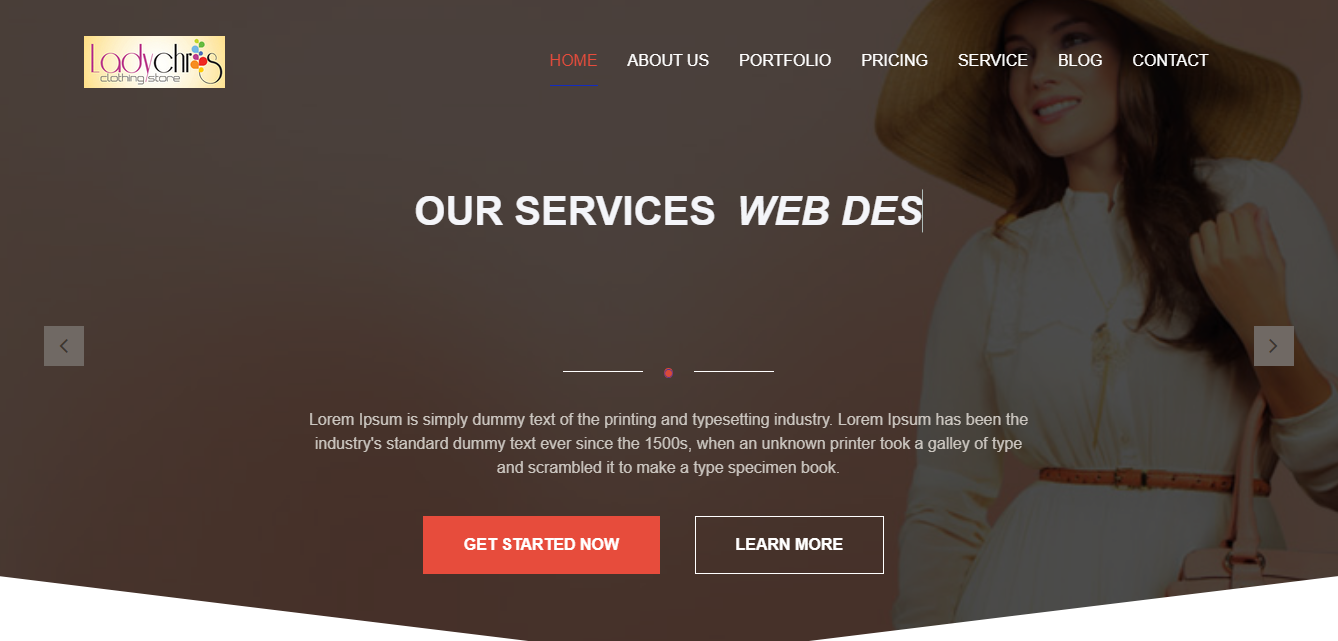 Ladychris
clothing/store
HOME
ABOUT US
PORTFOLIO
PRICING
SERVICE
BLOG
CONTACT
OUR SERVICES WEB DES
Lorem Ipsum is simply dummy text of the printing and typesetting industry. Lorem Ipsum has been the
industry's standard dummy text ever since the 1500s, when an unknown printer took a galley of type
and scrambled it to make a type specimen book.
GET STARTED NOW
LEARN MORE